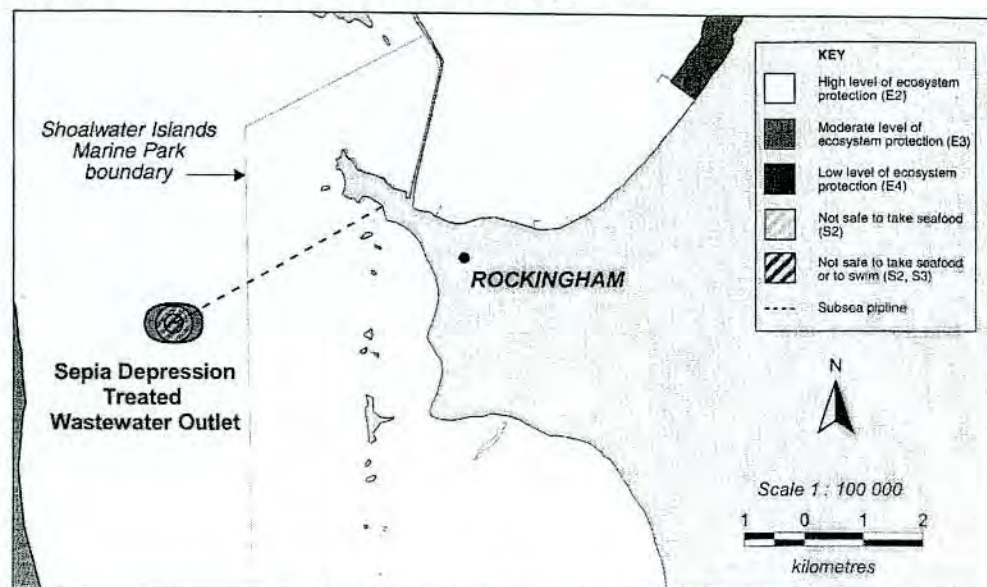 Shoalwater Islands
Marine Park
boundary
ROCKINGHAM
Sepia Depression
Treated
Wastewater Outlet
KEY
High level of ecosystem
protection (E2)
Moderate level of
ecosystem protection (E3)
Low level of ecosystem
protection (E4)
Not safe to take seafood
(S2)
Not safe to take seafood
or to swim (S2, S3)
Subsea pipline
N
Scale 1 : 100 000
1 0 1 2
kilometres